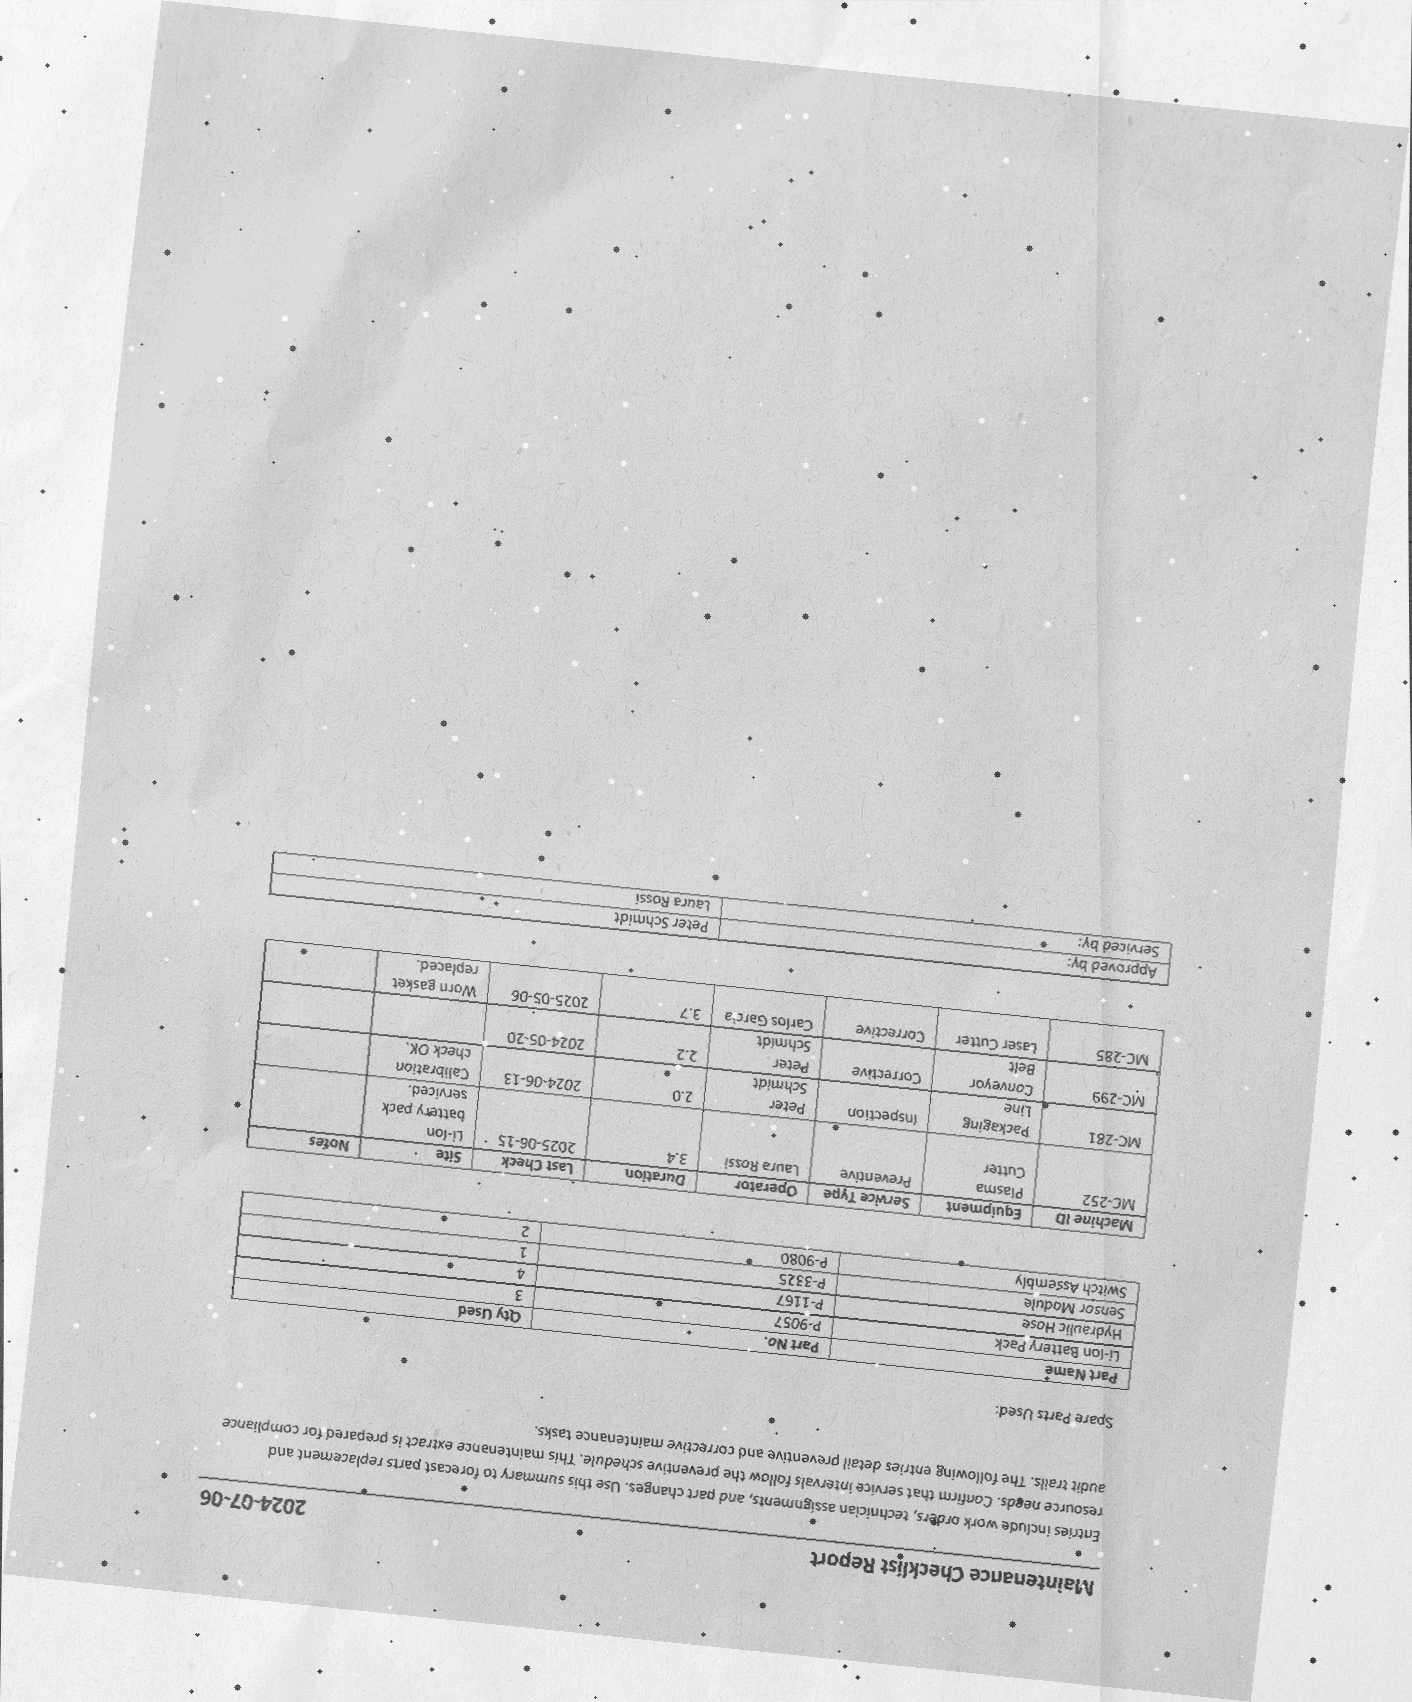 Maintenance Checklist Report 2024-07-06
Entries include work orders, technician assignments, and part changes. Use this summary to forecast parts replacement and
resource needs. Confirm that service intervals follow the preventive schedule. This maintenance extract is prepared for compliance
audit trails. The following entries detail preventive and corrective maintenance tasks.
Spare Parts Used:
Part Name Part No. Qty Used
Li-Ion Battery Pack P-9057 3
Hydraulic Hose P-1167 4
Sensor Module P-3325 1
Switch Assembly P-9080 2
Machine ID Equipment Service Type Operator Duration Last Check Site Notes
MC-252 Plasma Preventive Laura Rossi 3.4 2025-06-15 Li-Ion
Cutter battery pack
serviced.
MC-281 Packaging Inspection Peter 2.0 2024-06-13 Calibration
Line Schmidt check OK.
MC-299 Conveyor Corrective Peter 2.2 2024-05-20
Belt Schmidt
MC-285 Laser Cutter Corrective Carlos Garc'a 3.7 2025-05-06 Worn gasket
replaced.
Approved by: Peter Schmidt
Serviced by: Laura Rossi